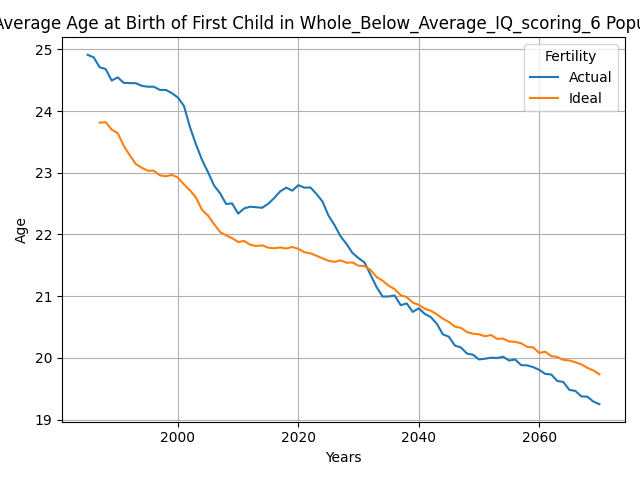 Average Age at Birth of First Child in Whole_Below_Average_IQ_scoring_6 Popu
Fertility
Actual
Ideal
25
24
23
22
21
20
19
Age
2000 2020 2040 2060
Years